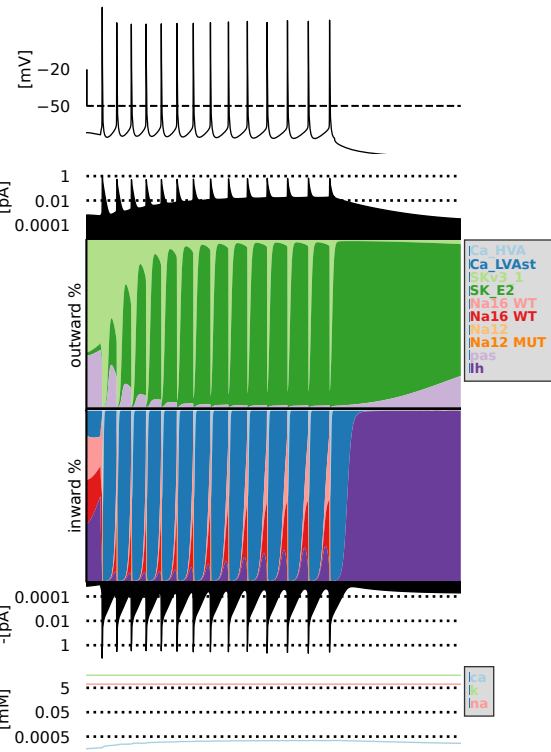 [mV]
−20
−50
[pA]
1
0.01
0.0001
outward %
Ca_HVA
Ca_LVAst
SKv3_1
SK_E2
Na16 WT
Na16 WT
Na12
Na12 MUT
pas
Ih
inward %
-[pA]
0.0001
0.01
1
[mM]
5
0.05
0.0005
ca
k
na